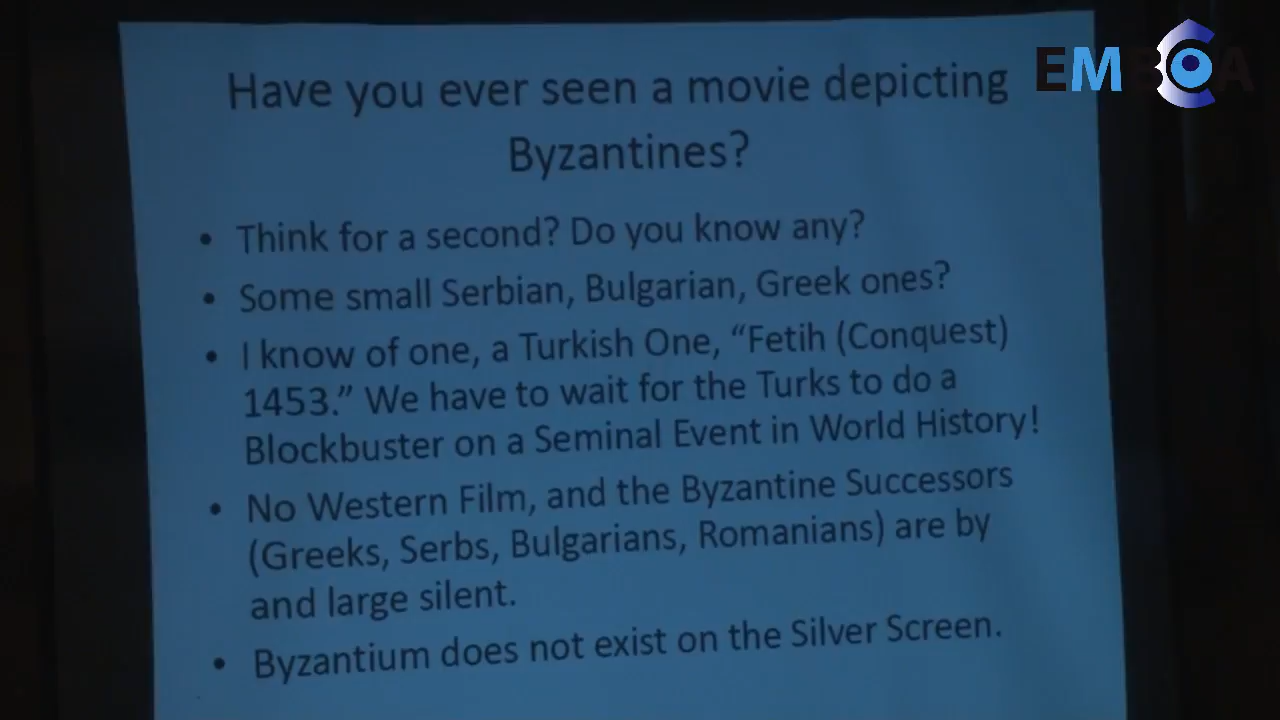 EMBCA
Have you ever seen a movie depicting
Byzantines?
• Think for a second? Do you know any?
• Some small Serbian, Bulgarian, Greek ones?
• I know of one, a Turkish One, “Fetih (Conquest)
1453.” We have to wait for the Turks to do a
Blockbuster on a Seminal Event in World History!
• No Western Film, and the Byzantine Successors
(Greeks, Serbs, Bulgarians, Romanians) are by
and large silent.
• Byzantium does not exist on the Silver Screen.